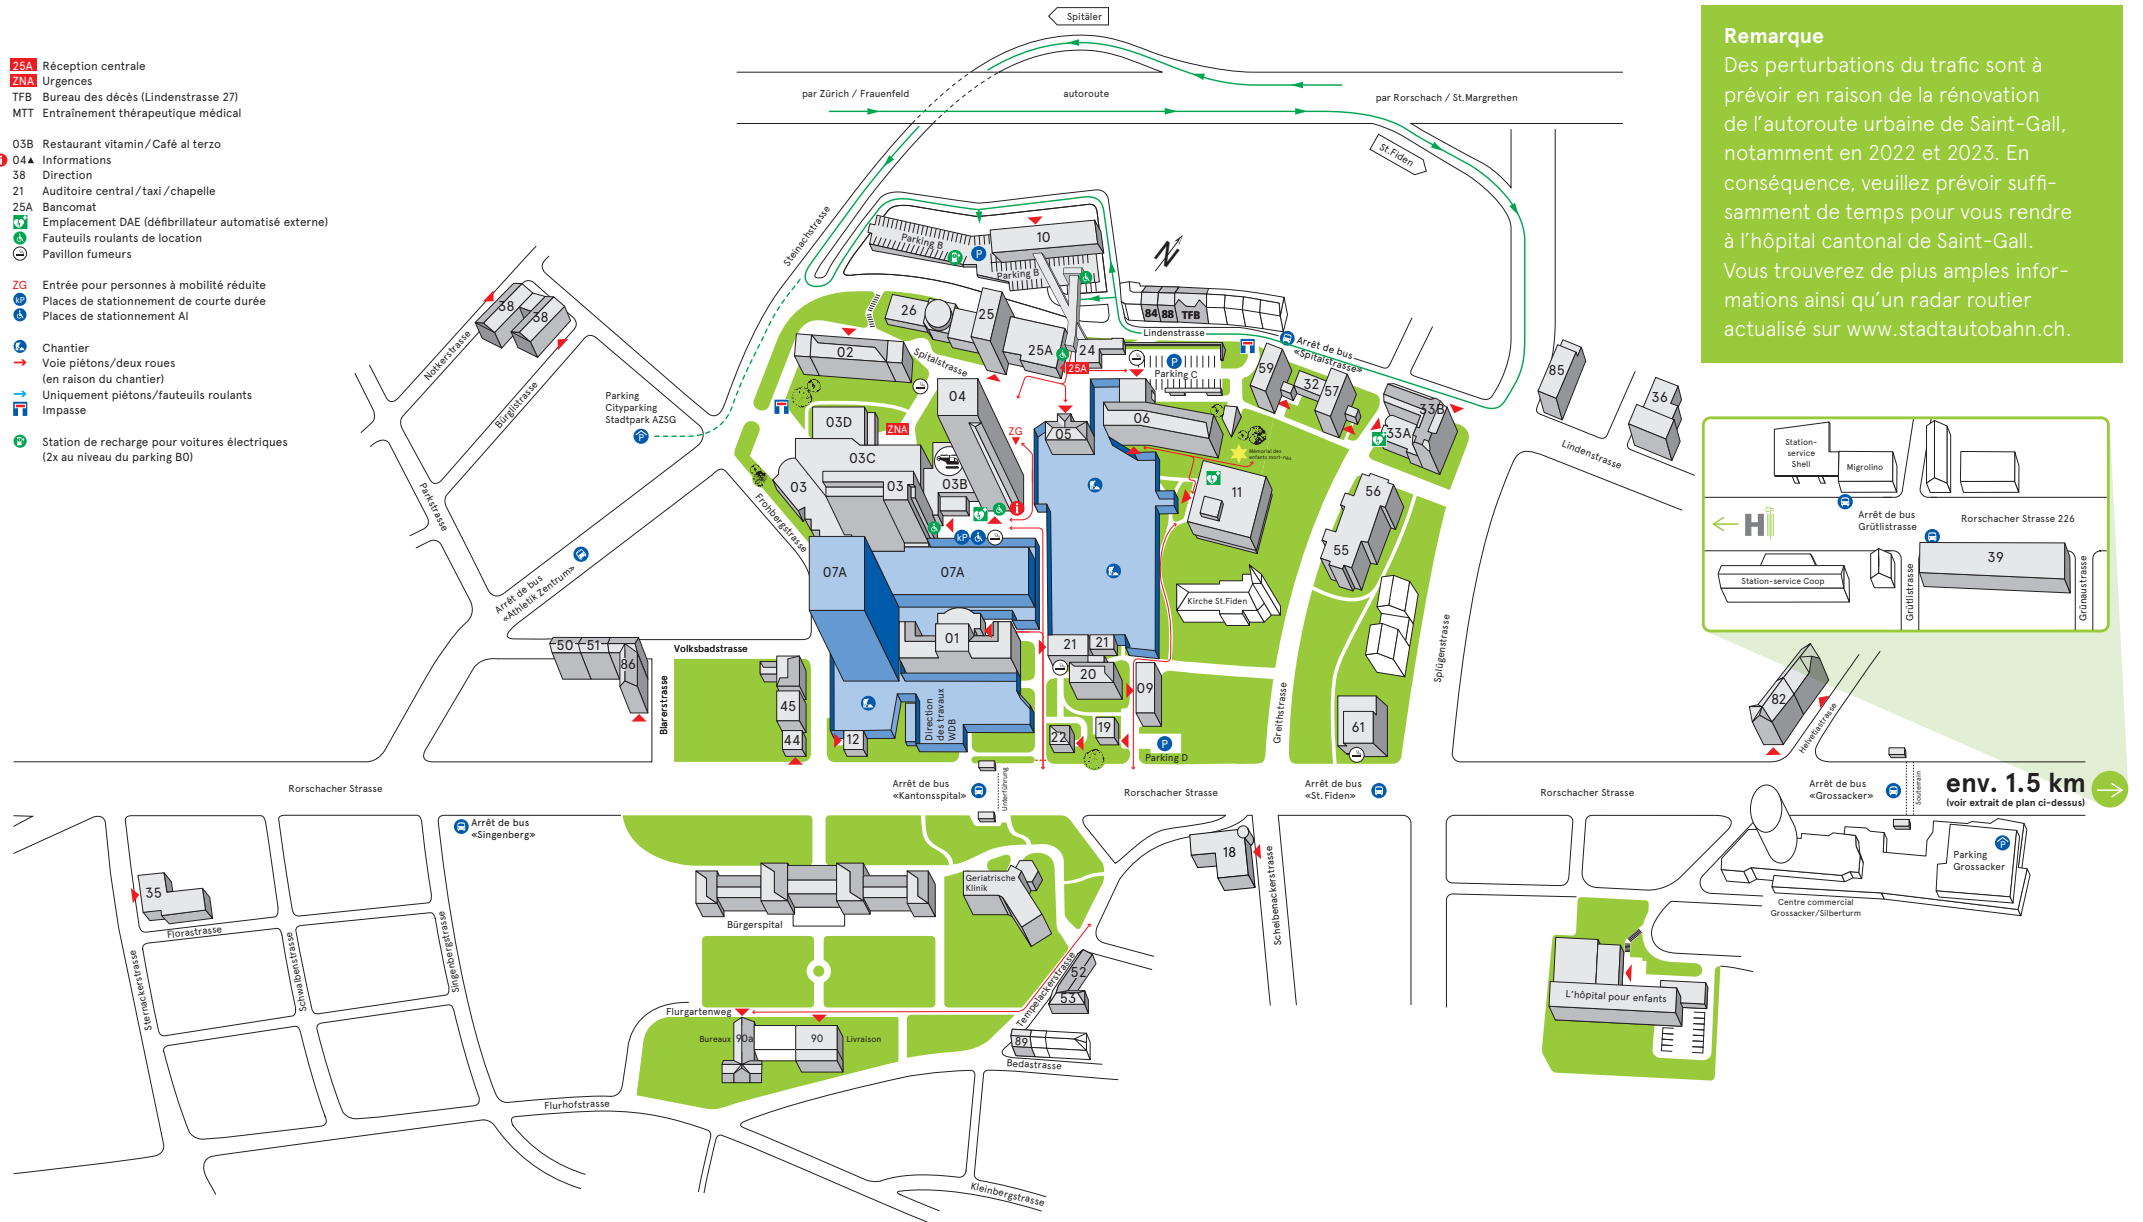 Spitäler
25A Réception centrale
ZNA Urgences
TFB Bureau des décès (Lindenstrasse 27)
MTT Entraînement thérapeutique médical
03B Restaurant vitamin/Café al terzo
i 04▲ Informations
38 Direction
21 Auditoire central/taxi/chapelle
25A Bancomat
Emplacement DAE (défibrillateur automatisé externe)
Fauteuils roulants de location
Pavillon fumeurs
ZG Entrée pour personnes à mobilité réduite
kP Places de stationnement de courte durée
Places de stationnement AI
Chantier
Voie piétons/deux roues
(en raison du chantier)
Uniquement piétons/fauteuils roulants
Impasse
Station de recharge pour voitures électriques
(2x au niveau du parking B0)
Remarque
Des perturbations du trafic sont à
prévoir en raison de la rénovation
de l'autoroute urbaine de Saint-Gall,
notamment en 2022 et 2023. En
conséquence, veuillez prévoir suffi-
samment de temps pour vous rendre
à l'hôpital cantonal de Saint-Gall.
Vous trouverez de plus amples infor-
mations ainsi qu'un radar routier
actualisé sur www.stadtautobahn.ch.
par Zürich / Frauenfeld
autoroute
par Rorschach / St.Margrethen
St.Fiden
Steinachstrasse
Parking B
P
10
Parking B
N
84 88 TFB
Lindenstrasse
26
25
25A
24
25A
02
Spitalstrasse
P
Parking C
Arrêt de bus
«Spitalstrasse»
59
32
57
33B
33A
85
36
Lindenstrasse
38
38
Notkerstrasse
Bürglistrasse
Parkstrasse
Parking
Cityparking
Stadtpark AZSG
P
04
03D
ZNA
03C
03
03
03B
ZG
05
06
Mémorial des
enfants mort-nés
11
56
55
Frohbergstrasse
Arrêt de bus
«Athletik Zentrum»
i
kP
07A
07A
01
Kirche St.Fiden
21
21
20
09
50
51
86
Volksbadstrasse
Blarerstrasse
45
44
12
Direction
des travaux
WDB
22
19
P
Parking D
Greithstrasse
61
Splügenstrasse
Station-
service
Shell
Migrolino
Arrêt de bus
Grütlistrasse
Rorschacher Strasse 226
H
39
Station-service Coop
Grütlistrasse
Grünaustrasse
82
Helvetiastrasse
Rorschacher Strasse
Arrêt de bus
«Kantonsspital»
Unterführung
Rorschacher Strasse
Arrêt de bus
«St. Fiden»
Rorschacher Strasse
Arrêt de bus
«Grossacker»
Souterrain
env. 1.5 km
(voir extrait de plan ci-dessus)
Arrêt de bus
«Singenberg»
35
Florastrasse
Sternackerstrasse
Schwalbenstrasse
Singenbergstrasse
Bürgerspital
Geriatrische
Klinik
18
Scheibenackerstrasse
Parking
Grossacker
P
Centre commercial
Grossacker/Silberturm
L'hôpital pour enfants
52
53
Tempelackerstrasse
Flurgartenweg
Bureaux
90a
90
Livraison
89
Bedastrasse
Flurhofstrasse
Kleinbergstrasse